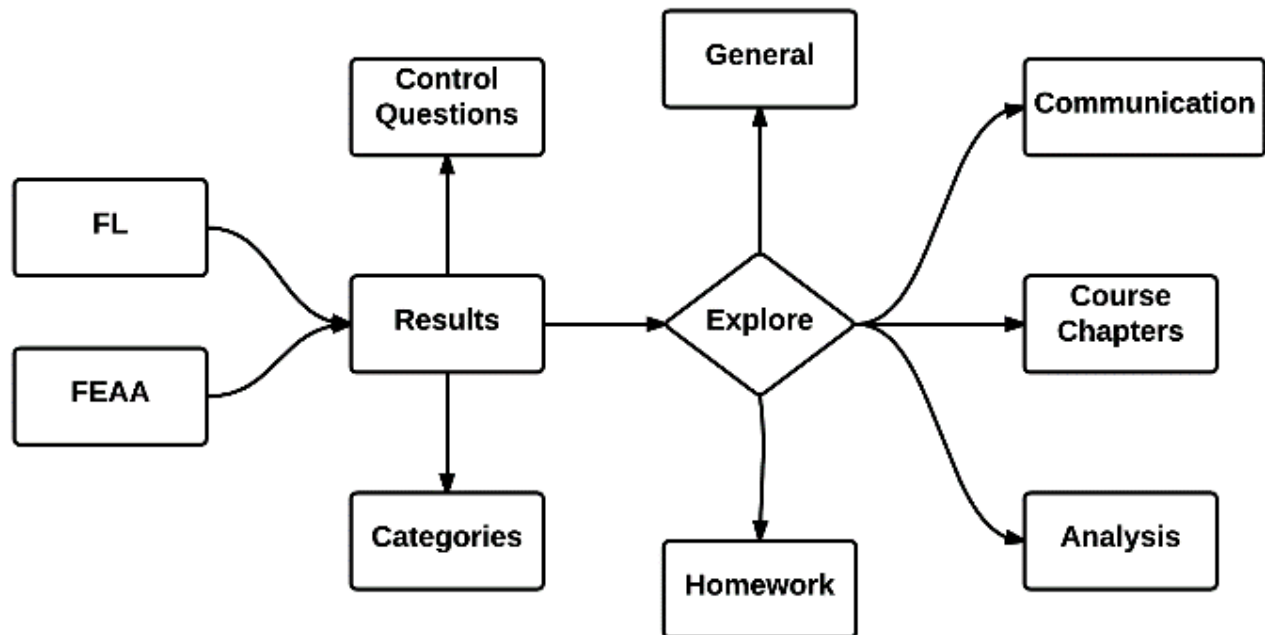 FL
FEAA
Control
Questions
Results
Categories
General
Explore
Homework
Communication
Course
Chapters
Analysis